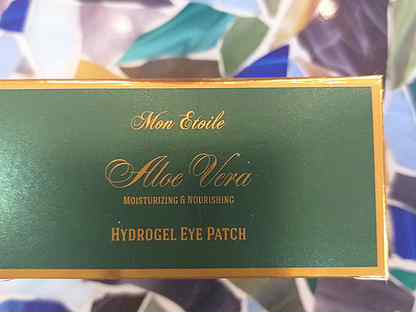 Mon Etoile
Aloe Vera
Moisturizing & Nourishing
Hydrogel Eye Patch